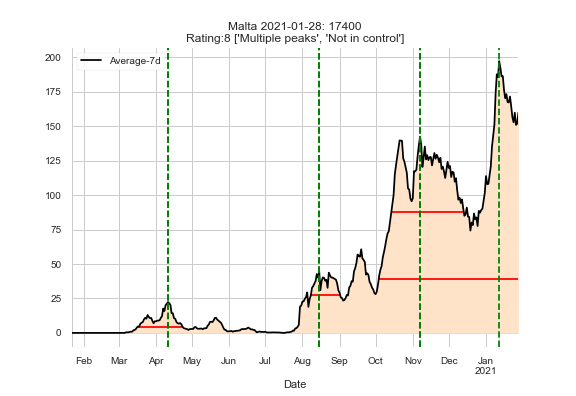 Malta 2021-01-28: 17400
Rating:8 ['Multiple peaks', 'Not in control']
Average-7d
200
175
150
125
100
75
50
25
0
Feb Mar Apr May Jun Jul Aug Sep Oct Nov Dec Jan
2021
Date